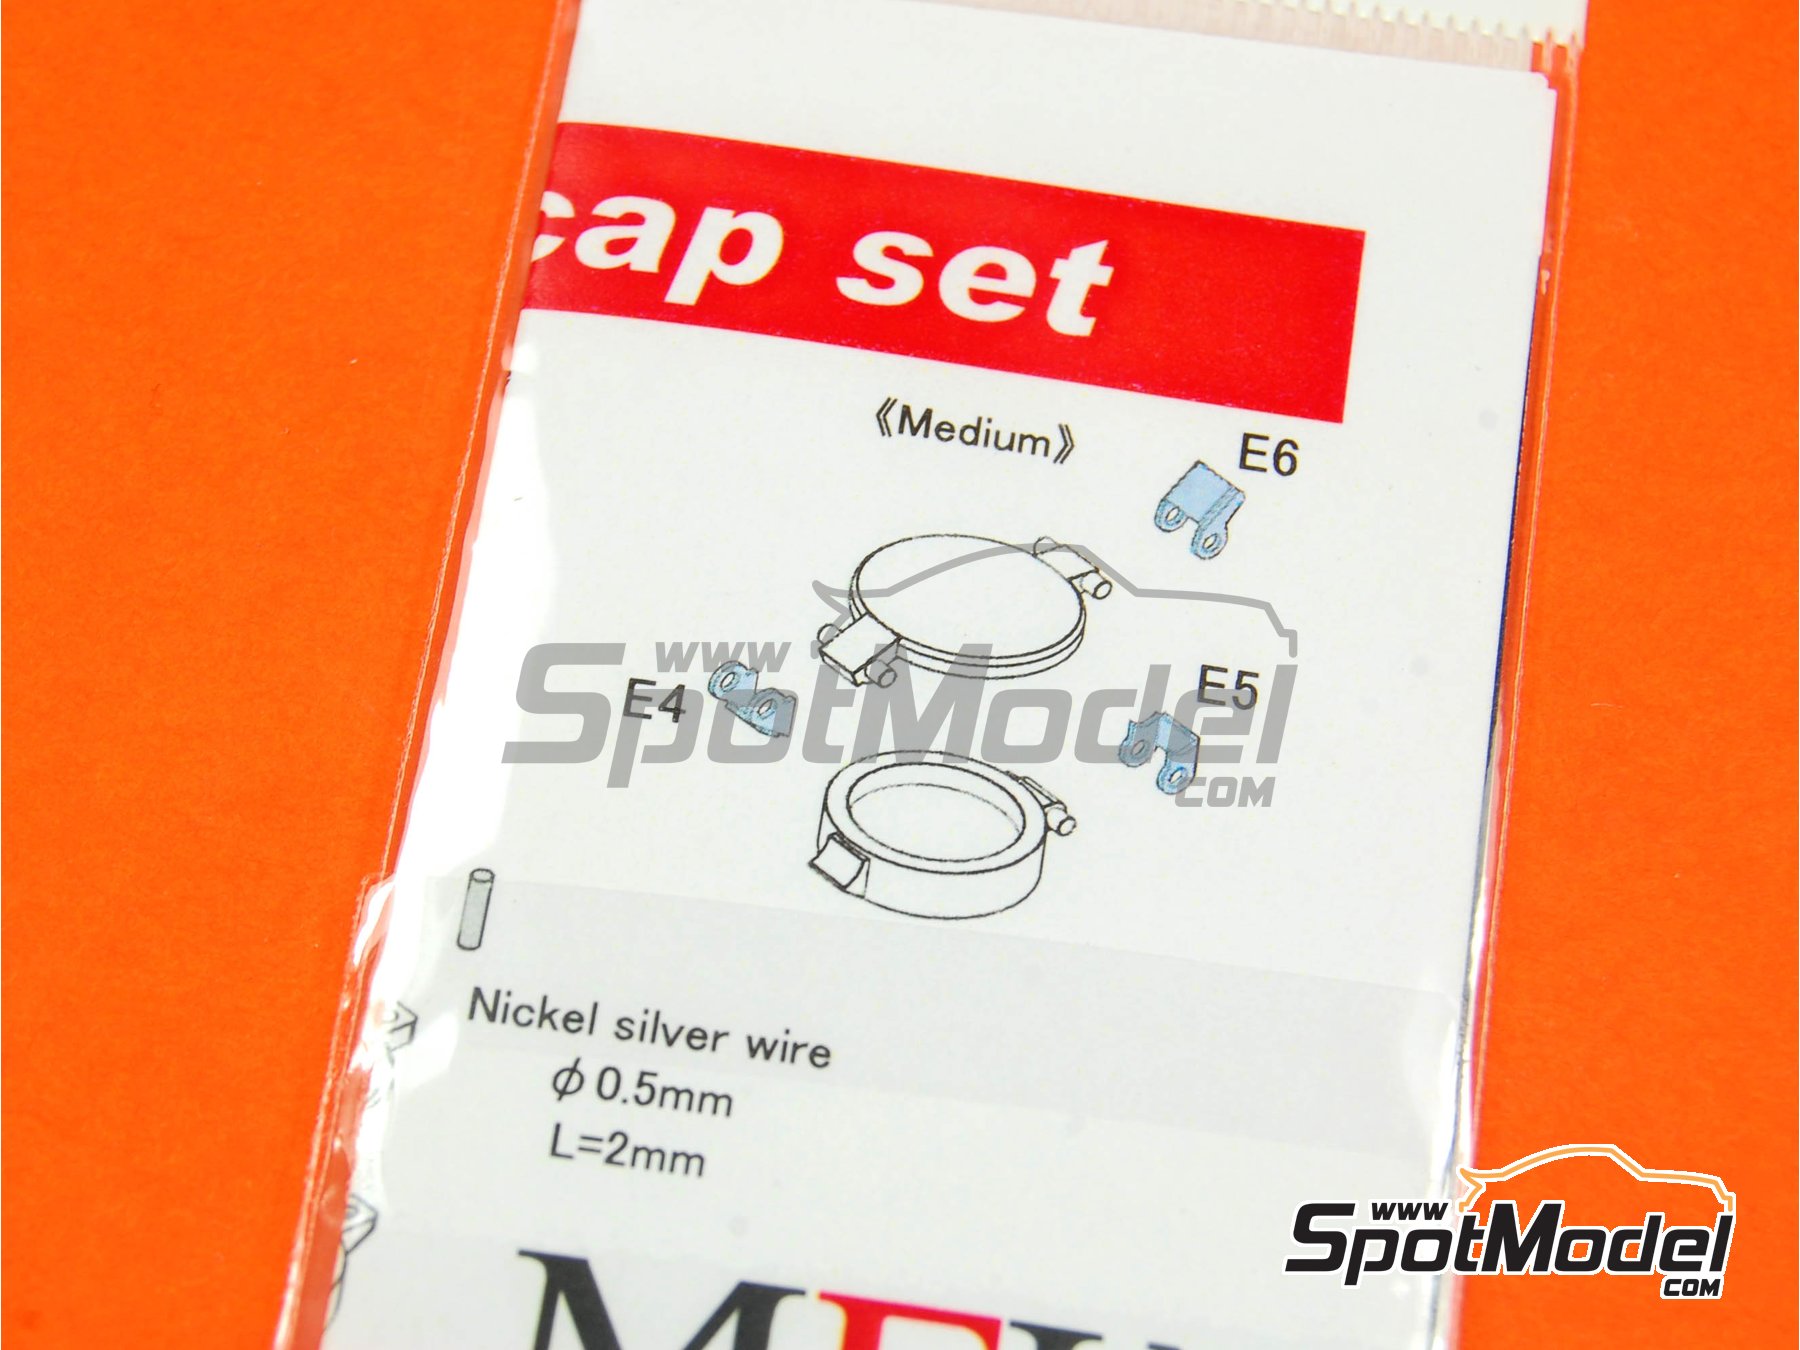 cap set
《Medium》
E6
www
SpotModel
.COM
E4
E5
Nickel silver wire
φ0.5mm
L=2mm
www
SpotModel
.COM